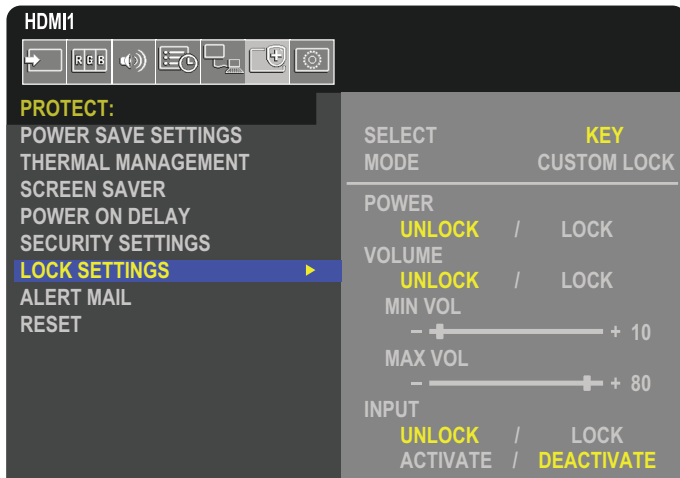 HDMI1
RGB
PROTECT:
POWER SAVE SETTINGS
THERMAL MANAGEMENT
SCREEN SAVER
POWER ON DELAY
SECURITY SETTINGS
LOCK SETTINGS
ALERT MAIL
RESET
SELECT KEY
MODE CUSTOM LOCK
POWER
UNLOCK / LOCK
VOLUME
UNLOCK / LOCK
MIN VOL
− + 10
MAX VOL
− + 80
INPUT
UNLOCK / LOCK
ACTIVATE / DEACTIVATE